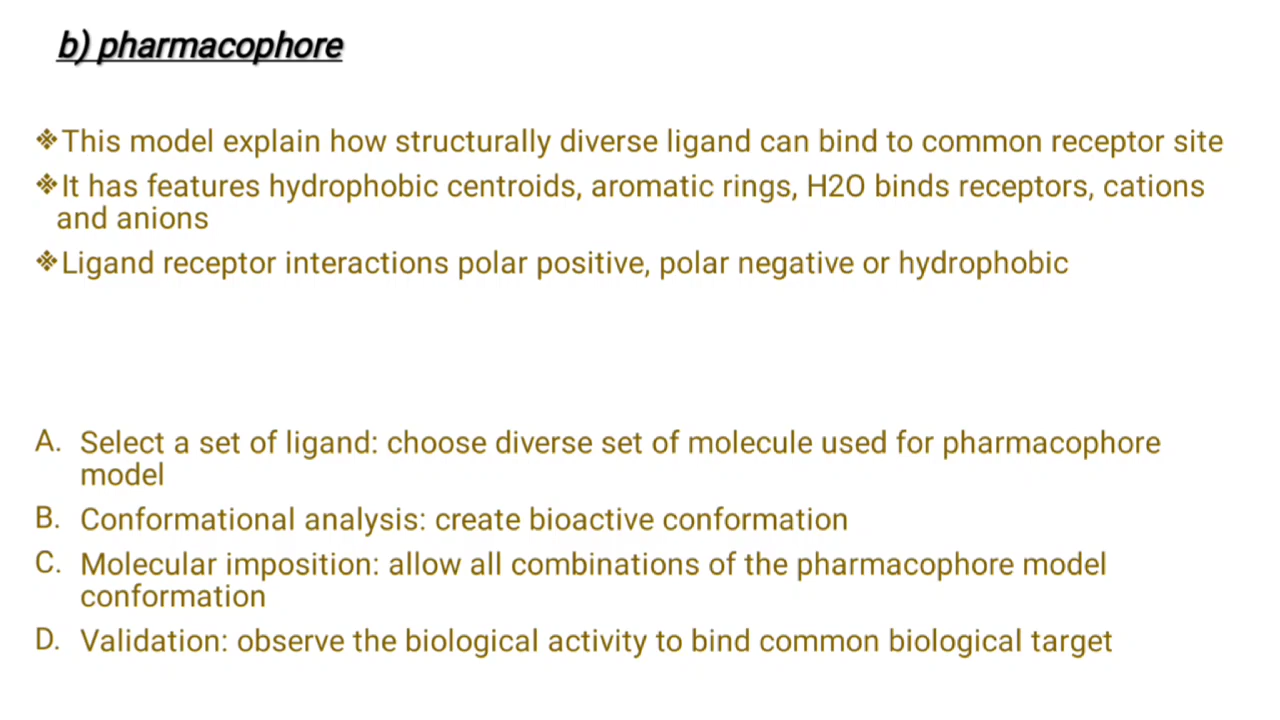 b) pharmacophore
❖This model explain how structurally diverse ligand can bind to common receptor site
❖It has features hydrophobic centroids, aromatic rings, H2O binds receptors, cations
and anions
❖Ligand receptor interactions polar positive, polar negative or hydrophobic
A. Select a set of ligand: choose diverse set of molecule used for pharmacophore
model
B. Conformational analysis: create bioactive conformation
C. Molecular imposition: allow all combinations of the pharmacophore model
conformation
D. Validation: observe the biological activity to bind common biological target